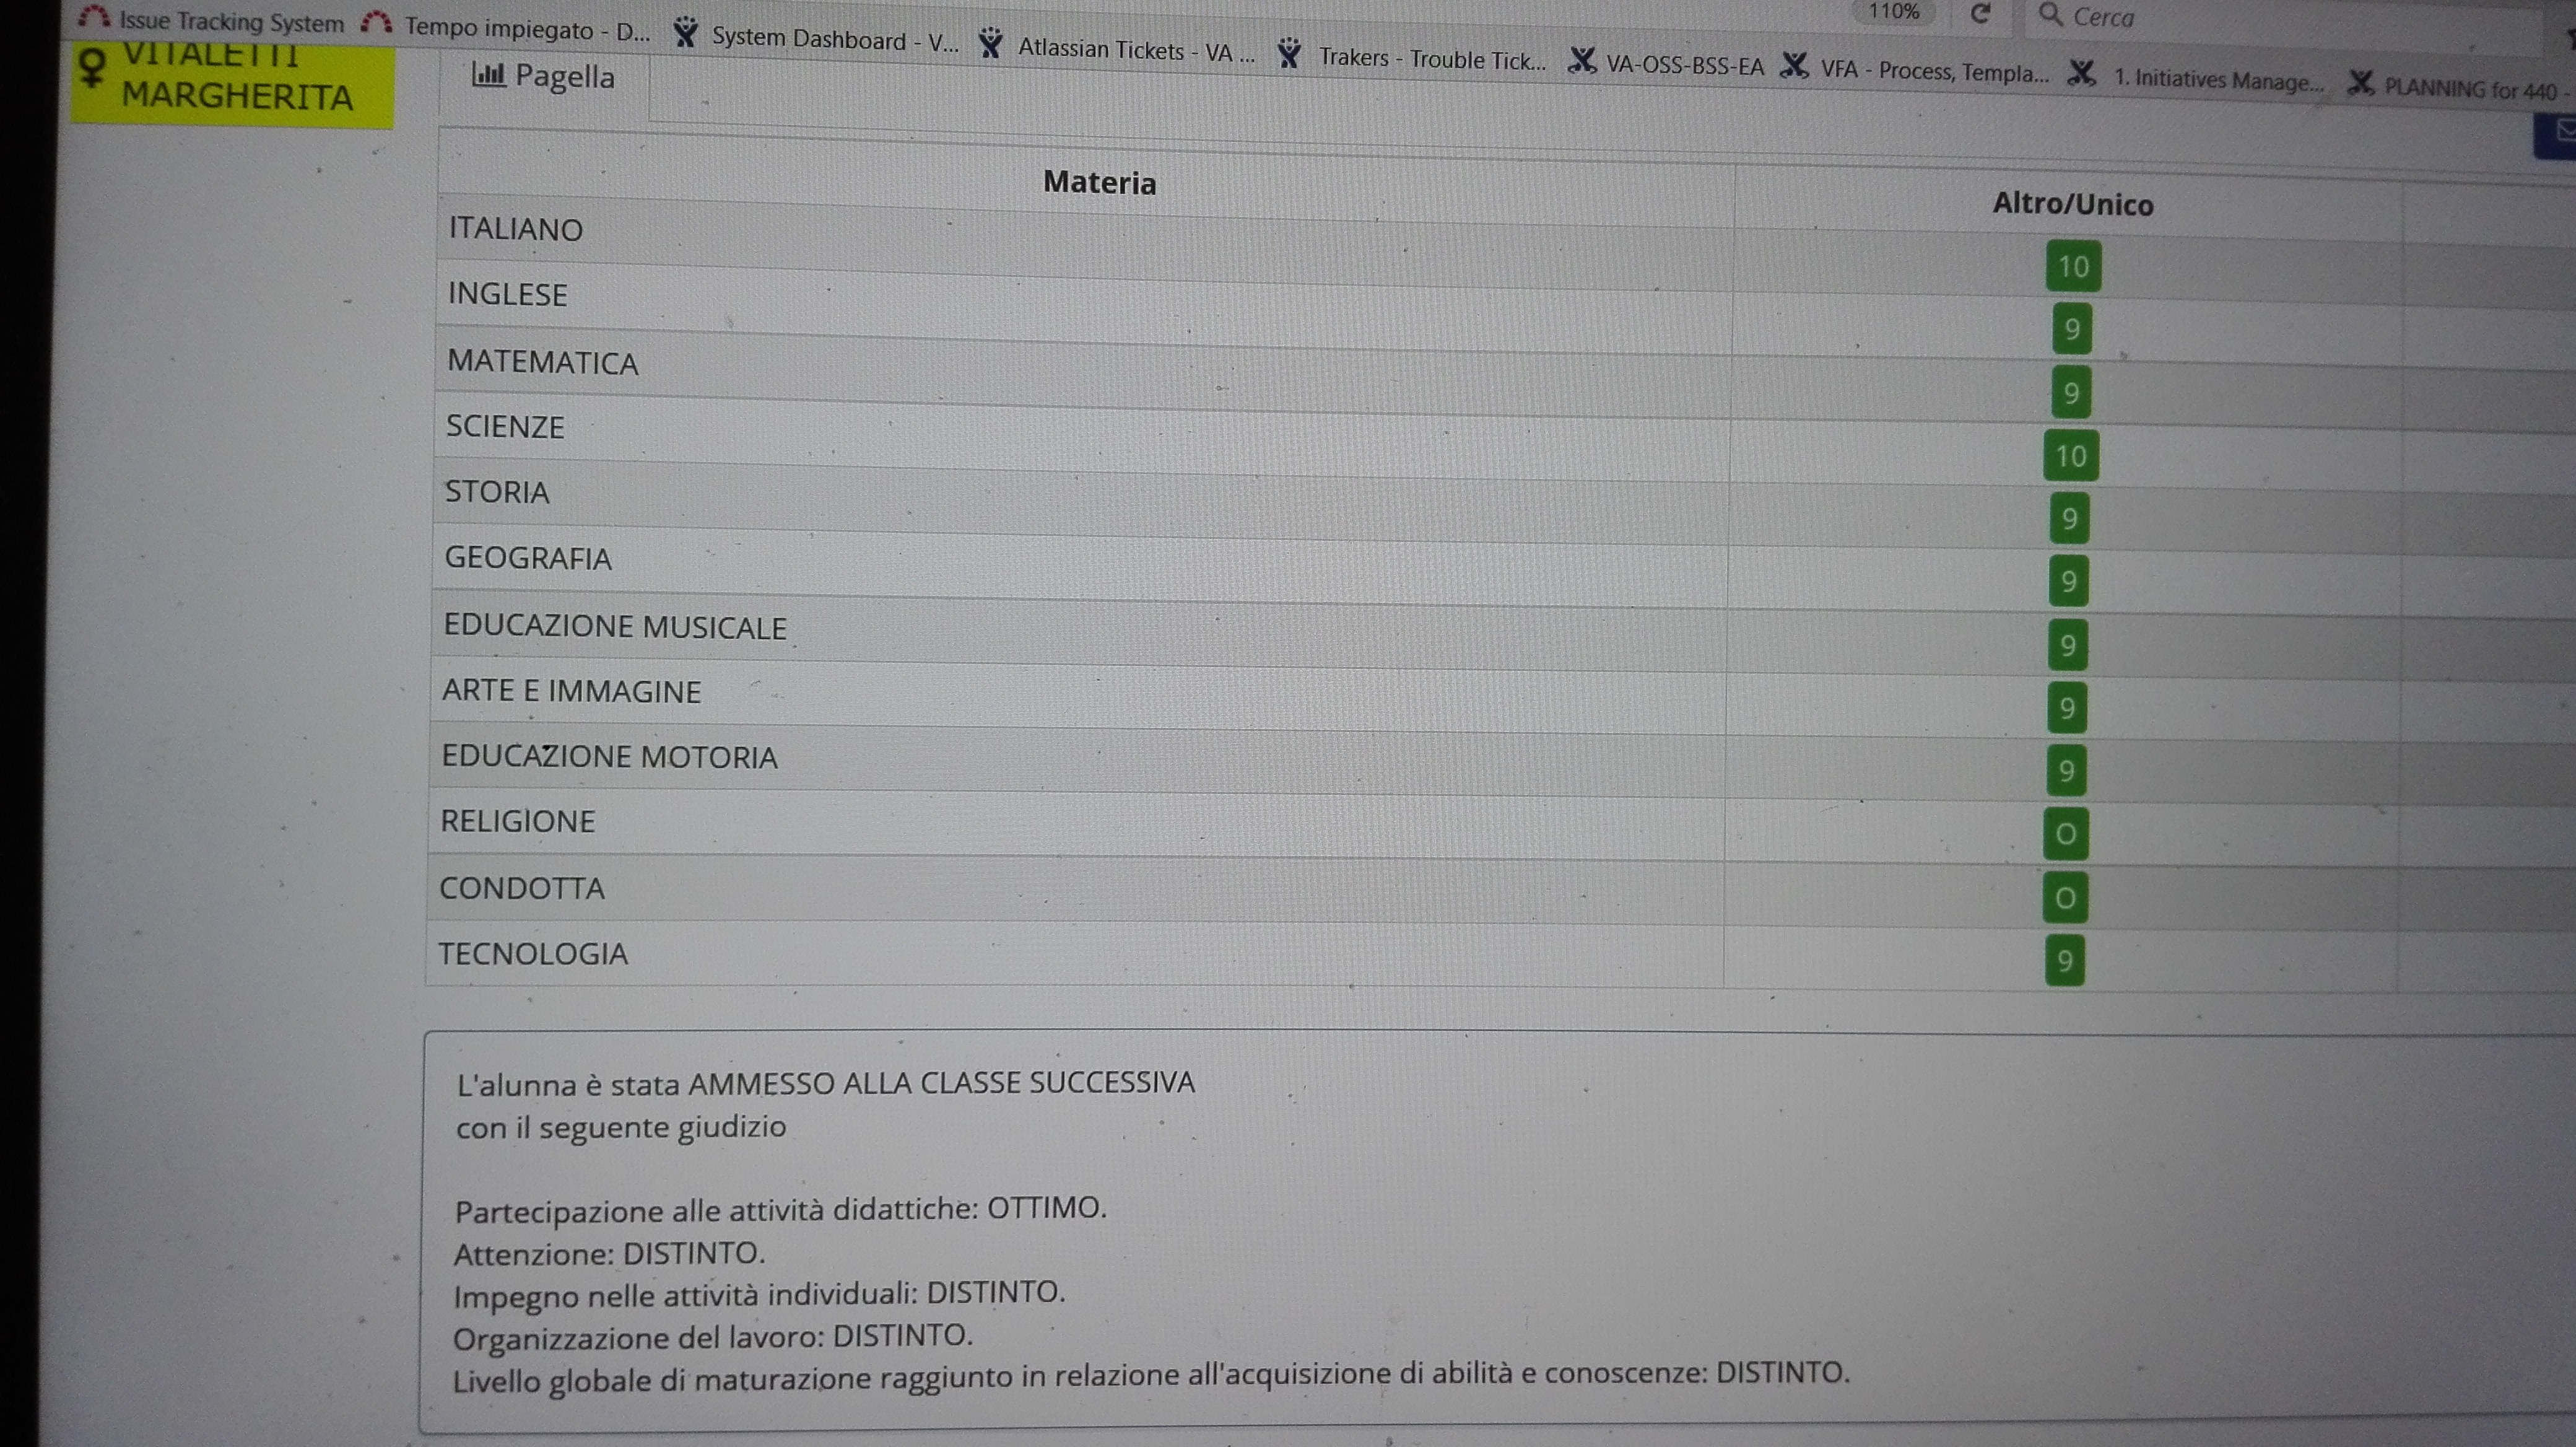 110% Cerca
Issue Tracking System Tempo impiegato - D... System Dashboard - V... Atlassian Tickets - VA ... Trakers - Trouble Tick... VA-OSS-BSS-EA VFA - Process, Templa... 1. Initiatives Manage... PLANNING for 440 -
VITALETTI
MARGHERITA
Pagella
Materia Altro/Unico
ITALIANO 10
INGLESE 9
MATEMATICA 9
SCIENZE 10
STORIA 9
GEOGRAFIA 9
EDUCAZIONE MUSICALE 9
ARTE E IMMAGINE 9
EDUCAZIONE MOTORIA 9
RELIGIONE O
CONDOTTA O
TECNOLOGIA 9
L'alunna è stata AMMESSO ALLA CLASSE SUCCESSIVA
con il seguente giudizio
Partecipazione alle attività didattiche: OTTIMO.
Attenzione: DISTINTO.
Impegno nelle attività individuali: DISTINTO.
Organizzazione del lavoro: DISTINTO.
Livello globale di maturazione raggiunto in relazione all'acquisizione di abilità e conoscenze: DISTINTO.